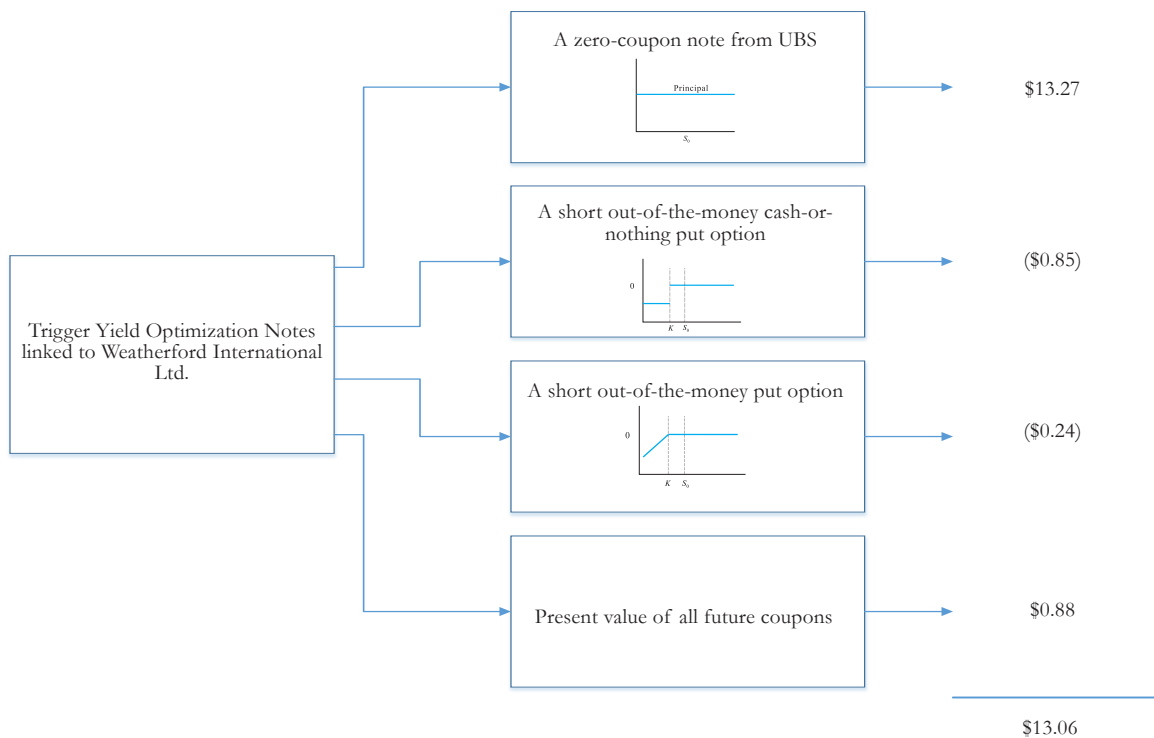 A zero-coupon note from UBS
Principal
S₀
$13.27
A short out-of-the-money cash-or-
nothing put option
0
K
S₀
($0.85)
Trigger Yield Optimization Notes
linked to Weatherford International
Ltd.
A short out-of-the-money put option
0
K
S₀
($0.24)
Present value of all future coupons
$0.88
$13.06